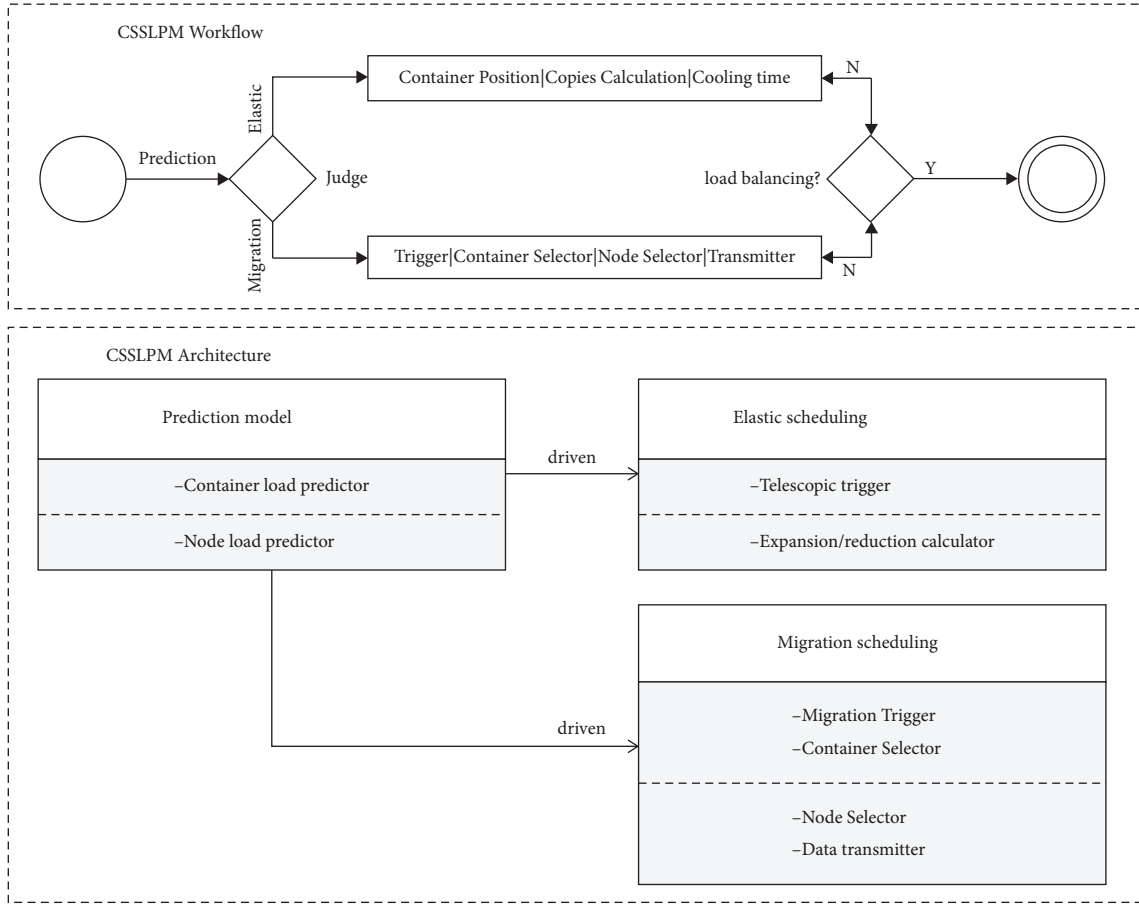 CSSLPM Workflow
Elastic
Container Position|Copies Calculation|Cooling time
N
Prediction
Judge
load balancing?
Y
Migration
Trigger|Container Selector|Node Selector|Transmitter
N
CSSLPM Architecture
Prediction model
–Container load predictor
–Node load predictor
driven
Elastic scheduling
–Telescopic trigger
–Expansion/reduction calculator
driven
Migration scheduling
–Migration Trigger
–Container Selector
–Node Selector
–Data transmitter